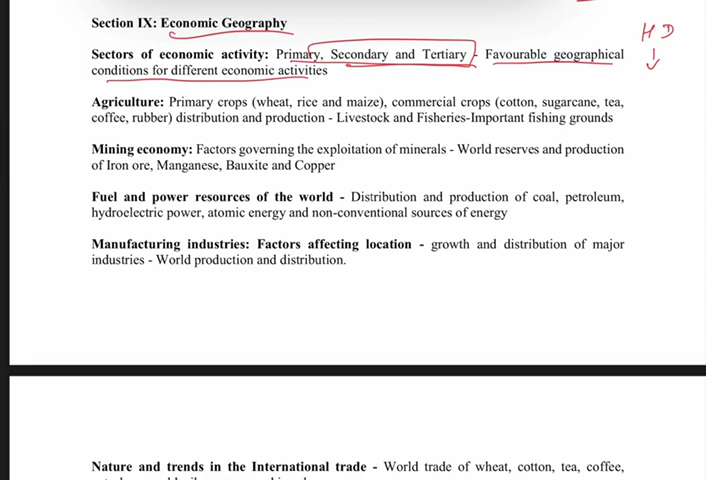 Section IX: Economic Geography
H D
Sectors of economic activity: Primary, Secondary and Tertiary - Favourable geographical
conditions for different economic activities
Agriculture: Primary crops (wheat, rice and maize), commercial crops (cotton, sugarcane, tea,
coffee, rubber) distribution and production - Livestock and Fisheries-Important fishing grounds
Mining economy: Factors governing the exploitation of minerals - World reserves and production
of Iron ore, Manganese, Bauxite and Copper
Fuel and power resources of the world - Distribution and production of coal, petroleum,
hydroelectric power, atomic energy and non-conventional sources of energy
Manufacturing industries: Factors affecting location - growth and distribution of major
industries - World production and distribution.
Nature and trends in the International trade - World trade of wheat, cotton, tea, coffee,